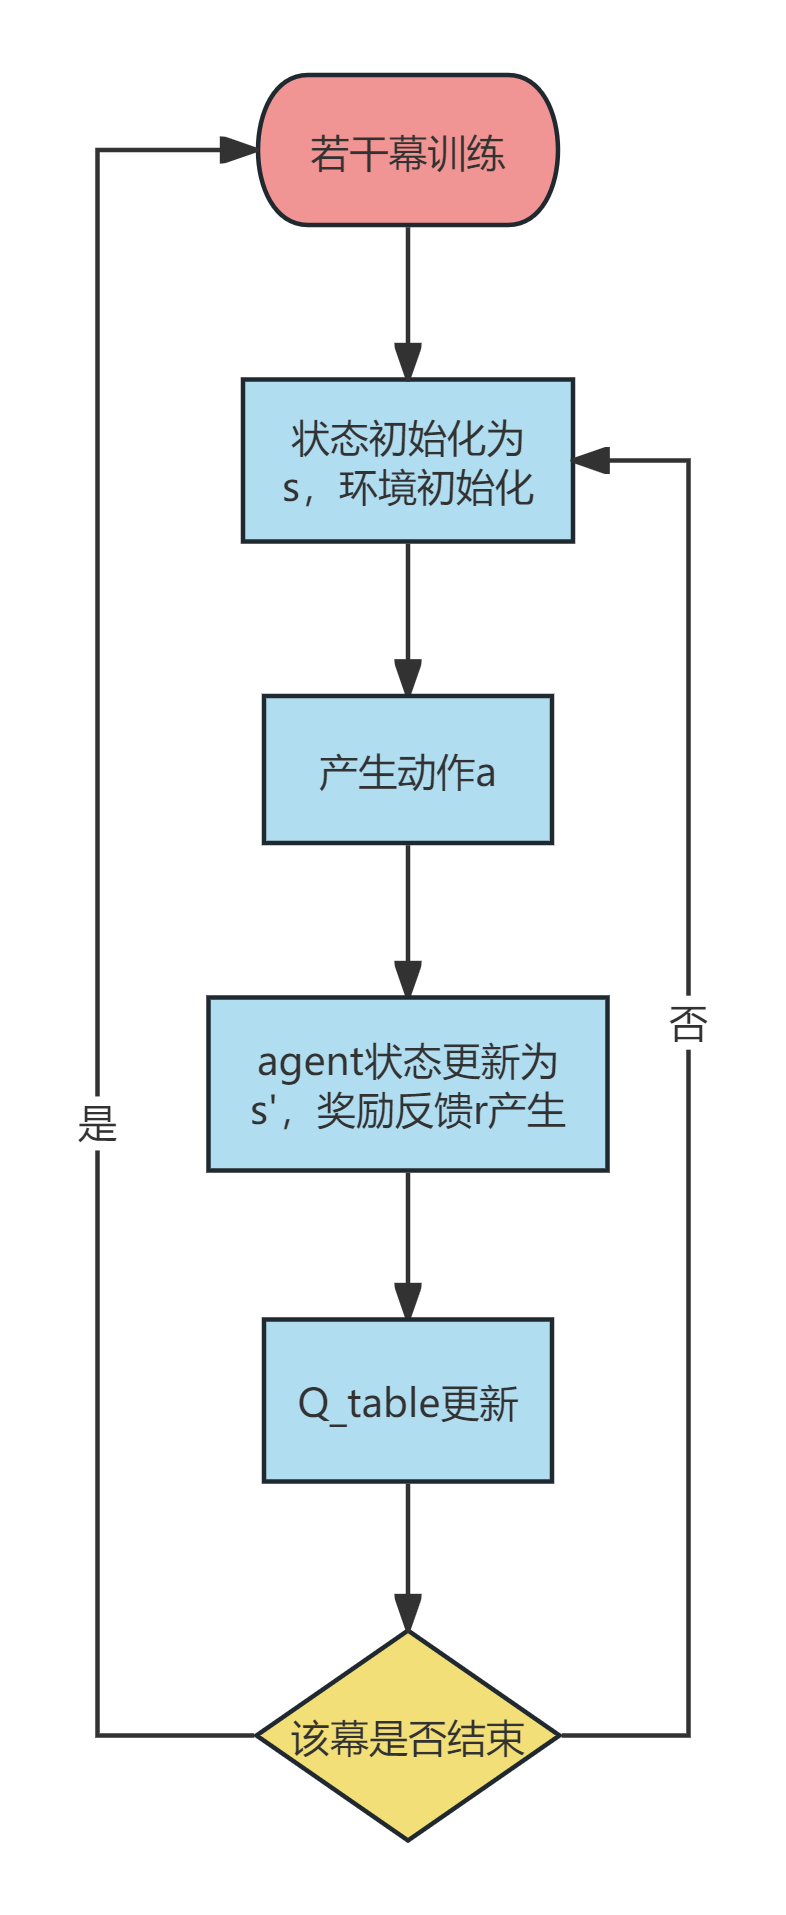 若干幕训练
状态初始化为
s，环境初始化
产生动作a
agent状态更新为
s'，奖励反馈r产生
否
是
Q_table更新
该幕是否结束